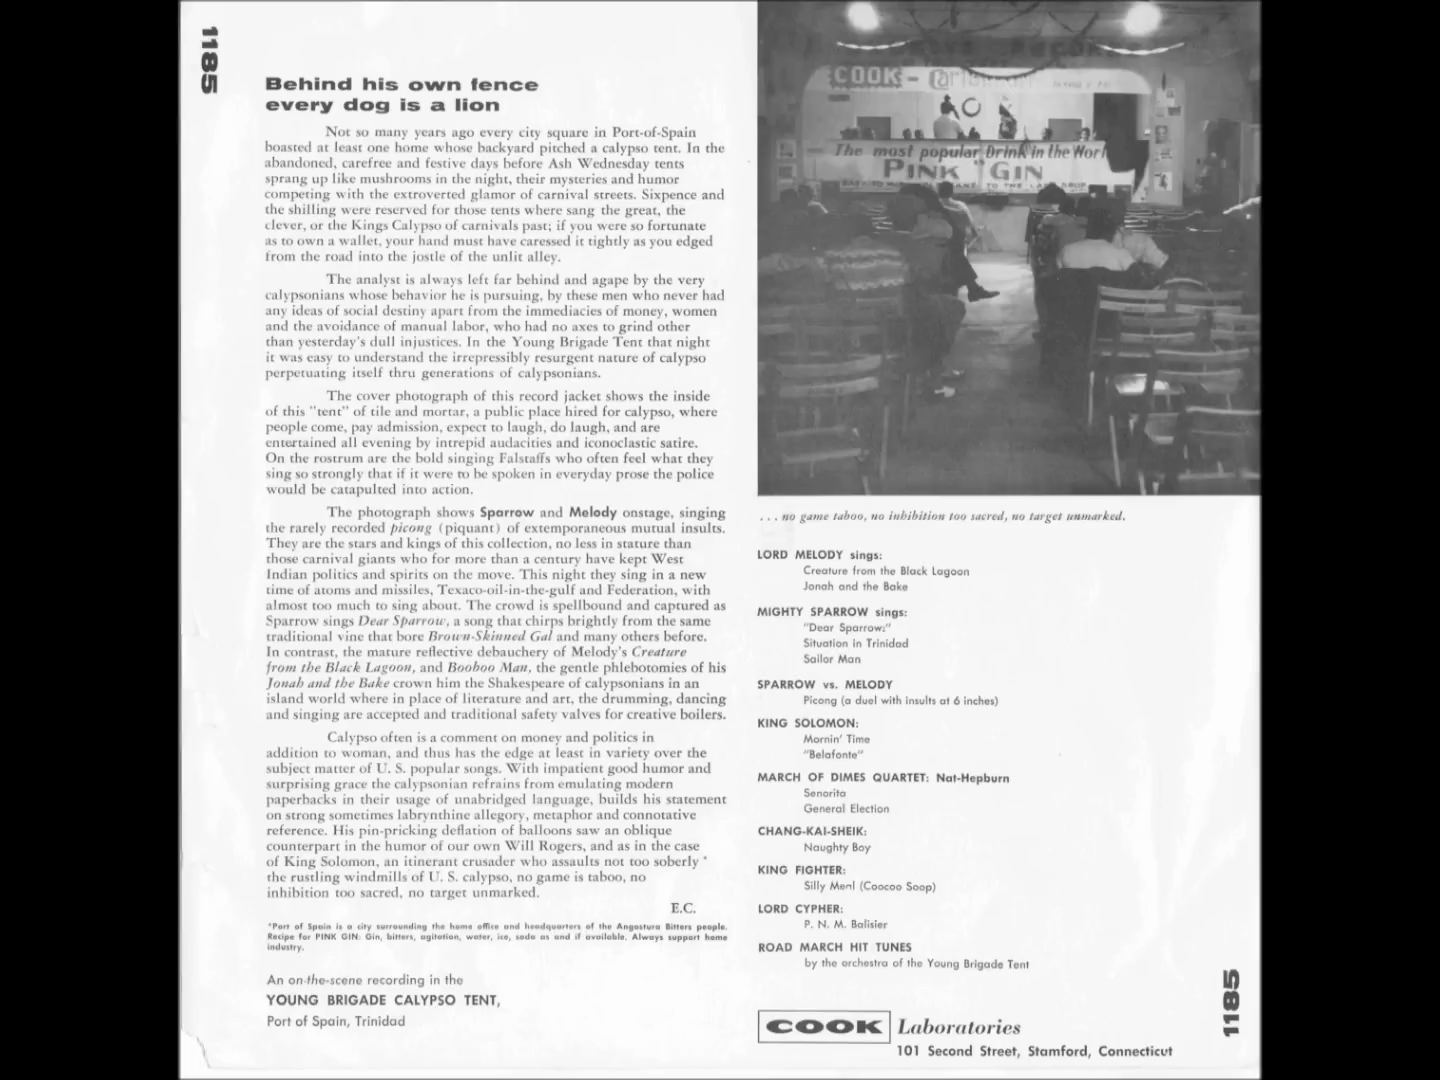 1185
Behind his own fence
every dog is a lion
Not so many years ago every city square in Port-of-Spain
boasted at least one home whose backyard pitched a calypso tent. In the
abandoned, carefree and festive days before Ash Wednesday tents
sprang up like mushrooms in the night, their mysteries and humor
competing with the extroverted glamor of carnival streets. Sixpence and
the shilling were reserved for those tents where sang the great, the
clever, or the Kings Calypso of carnivals past; if you were so fortunate
as to own a wallet, your hand must have caressed it tightly as you edged
from the road into the jostle of the unlit alley.
The analyst is always left far behind and agape by the very
calypsonians whose behavior he is pursuing, by these men who never had
any ideas of social destiny apart from the immediacies of money, women
and the avoidance of manual labor, who had no axes to grind other
than yesterday's dull injustices. In the Young Brigade Tent that night
it was easy to understand the irrepressibly resurgent nature of calypso
perpetuating itself thru generations of calypsonians.
The cover photograph of this record jacket shows the inside
of this "tent" of tile and mortar, a public place hired for calypso, where
people come, pay admission, expect to laugh, do laugh, and are
entertained all evening by intrepid audacities and iconoclastic satire.
On the rostrum are the bold singing Falstaffs who often feel what they
sing so strongly that if it were to be spoken in everyday prose the police
would be catapulted into action.
The photograph shows Sparrow and Melody onstage, singing
the rarely recorded picong (piquant) of extemporaneous mutual insults.
They are the stars and kings of this collection, no less in stature than
those carnival giants who for more than a century have kept West
Indian politics and spirits on the move. This night they sing in a new
time of atoms and missiles, Texaco-oil-in-the-gulf and Federation, with
almost too much to sing about. The crowd is spellbound and captured as
Sparrow sings Dear Sparrow, a song that chirps brightly from the same
traditional vine that bore Brown-Skinned Gal and many others before.
In contrast, the mature reflective debauchery of Melody's Creature
from the Black Lagoon, and Booboo Man, the gentle phlebotomies of his
Jonah and the Bake crown him the Shakespeare of calypsonians in an
island world where in place of literature and art, the drumming, dancing
and singing are accepted and traditional safety valves for creative boilers.
Calypso often is a comment on money and politics in
addition to woman, and thus has the edge at least in variety over the
subject matter of U. S. popular songs. With impatient good humor and
surprising grace the calypsonian refrains from emulating modern
paperbacks in their usage of unabridged language, builds his statement
on strong sometimes labrynthine allegory, metaphor and connotative
reference. His pin-pricking deflation of balloons saw an oblique
counterpart in the humor of our own Will Rogers, and as in the case
of King Solomon, an itinerant crusader who assaults not too soberly *
the rustling windmills of U. S. calypso, no game is taboo, no
inhibition too sacred, no target unmarked.
E.C.
*Port of Spain is a city surrounding the home office and headquarters of the Angostura Bitters people.
Recipe for PINK GIN: Gin, bitters, agitation, water, ice, soda as and if available. Always support home
industry.
An on-the-scene recording in the
YOUNG BRIGADE CALYPSO TENT,
Port of Spain, Trinidad
COOK -
The most popular Drink in the Worl
PINK GIN
. . . no game taboo, no inhibition too sacred, no target unmarked.
LORD MELODY sings:
Creature from the Black Lagoon
Jonah and the Bake
MIGHTY SPARROW sings:
"Dear Sparrow:"
Situation in Trinidad
Sailor Man
SPARROW vs. MELODY
Picong (a duel with insults at 6 inches)
KING SOLOMON:
Mornin' Time
"Belafonte"
MARCH OF DIMES QUARTET: Nat-Hepburn
Senorita
General Election
CHANG-KAI-SHEIK:
Naughty Boy
KING FIGHTER:
Silly Menl (Coocoo Soop)
LORD CYPHER:
P. N. M. Balisier
ROAD MARCH HIT TUNES
by the orchestra of the Young Brigade Tent
COOK Laboratories
101 Second Street, Stamford, Connecticut
1185